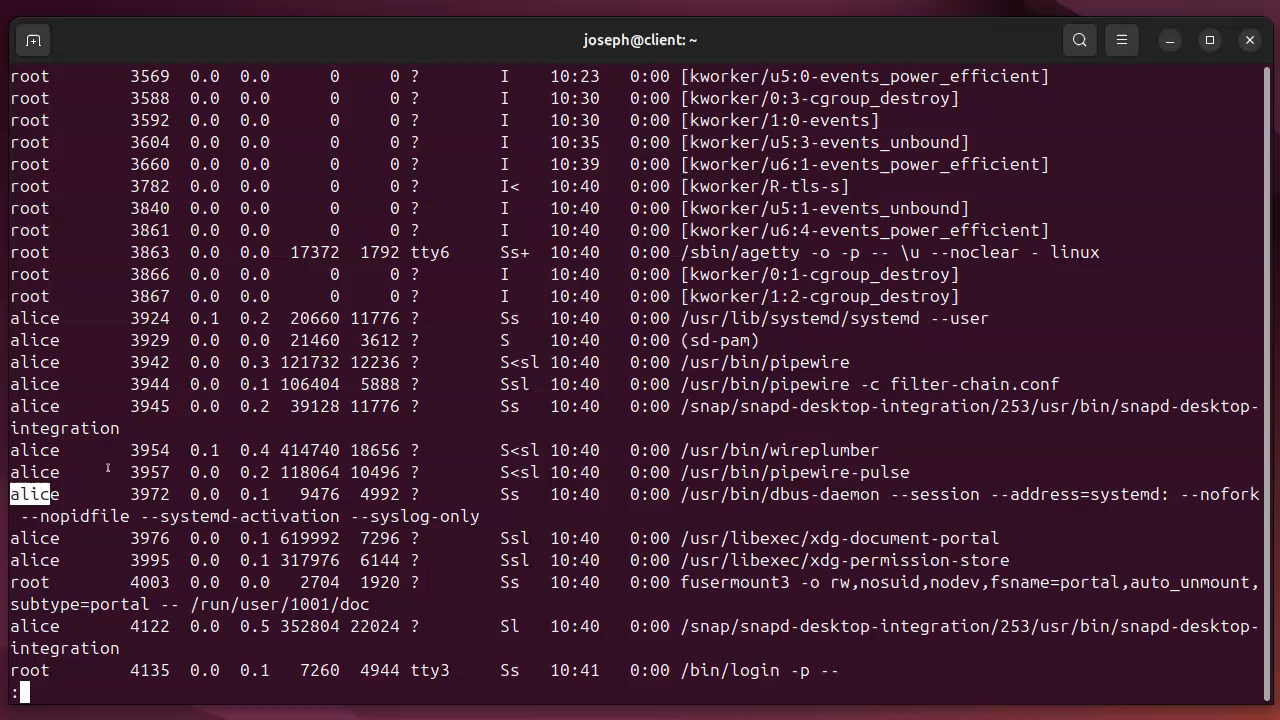 joseph@client: ~
root 3569 0.0 0.0 0 0 ? I 10:23 0:00 [kworker/u5:0-events_power_efficient]
root 3588 0.0 0.0 0 0 ? I 10:30 0:00 [kworker/0:3-cgroup_destroy]
root 3592 0.0 0.0 0 0 ? I 10:30 0:00 [kworker/1:0-events]
root 3604 0.0 0.0 0 0 ? I 10:35 0:00 [kworker/u5:3-events_unbound]
root 3660 0.0 0.0 0 0 ? I 10:39 0:00 [kworker/u6:1-events_power_efficient]
root 3782 0.0 0.0 0 0 ? I< 10:40 0:00 [kworker/R-tls-s]
root 3840 0.0 0.0 0 0 ? I 10:40 0:00 [kworker/u5:1-events_unbound]
root 3861 0.0 0.0 0 0 ? I 10:40 0:00 [kworker/u6:4-events_power_efficient]
root 3863 0.0 0.0 17372 1792 tty6 Ss+ 10:40 0:00 /sbin/agetty -o -p -- \u --noclear - linux
root 3866 0.0 0.0 0 0 ? I 10:40 0:00 [kworker/0:1-cgroup_destroy]
root 3867 0.0 0.0 0 0 ? I 10:40 0:00 [kworker/1:2-cgroup_destroy]
alice 3924 0.1 0.2 20660 11776 ? Ss 10:40 0:00 /usr/lib/systemd/systemd --user
alice 3929 0.0 0.0 21460 3612 ? S 10:40 0:00 (sd-pam)
alice 3942 0.0 0.3 121732 12236 ? S<sl 10:40 0:00 /usr/bin/pipewire
alice 3944 0.0 0.1 106404 5888 ? Ssl 10:40 0:00 /usr/bin/pipewire -c filter-chain.conf
alice 3945 0.0 0.2 39128 11776 ? Ss 10:40 0:00 /snap/snapd-desktop-integration/253/usr/bin/snapd-desktop-
integration
alice 3954 0.1 0.4 414740 18656 ? S<sl 10:40 0:00 /usr/bin/wireplumber
alice 3957 0.0 0.2 118064 10496 ? S<sl 10:40 0:00 /usr/bin/pipewire-pulse
alice 3972 0.0 0.1 9476 4992 ? Ss 10:40 0:00 /usr/bin/dbus-daemon --session --address=systemd: --nofork
--nopidfile --systemd-activation --syslog-only
alice 3976 0.0 0.1 619992 7296 ? Ssl 10:40 0:00 /usr/libexec/xdg-document-portal
alice 3995 0.0 0.1 317976 6144 ? Ssl 10:40 0:00 /usr/libexec/xdg-permission-store
root 4003 0.0 0.0 2704 1920 ? Ss 10:40 0:00 fusermount3 -o rw,nosuid,nodev,fsname=portal,auto_unmount,
subtype=portal -- /run/user/1001/doc
alice 4122 0.0 0.5 352804 22024 ? Sl 10:40 0:00 /snap/snapd-desktop-integration/253/usr/bin/snapd-desktop-
integration
root 4135 0.0 0.1 7260 4944 tty3 Ss 10:41 0:00 /bin/login -p --
: